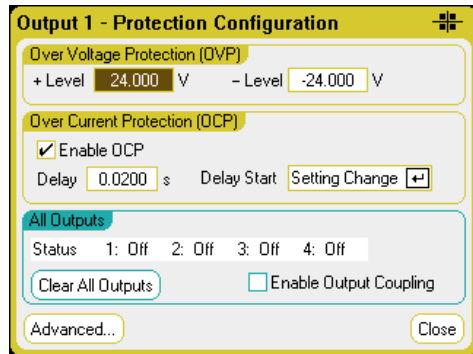 Output 1 - Protection Configuration
Over Voltage Protection (OVP)
+ Level 24.000 V – Level -24.000 V
Over Current Protection (OCP)
Enable OCP
Delay 0.0200 s Delay Start Setting Change
All Outputs
Status 1: Off 2: Off 3: Off 4: Off
Clear All Outputs Enable Output Coupling
Advanced... Close